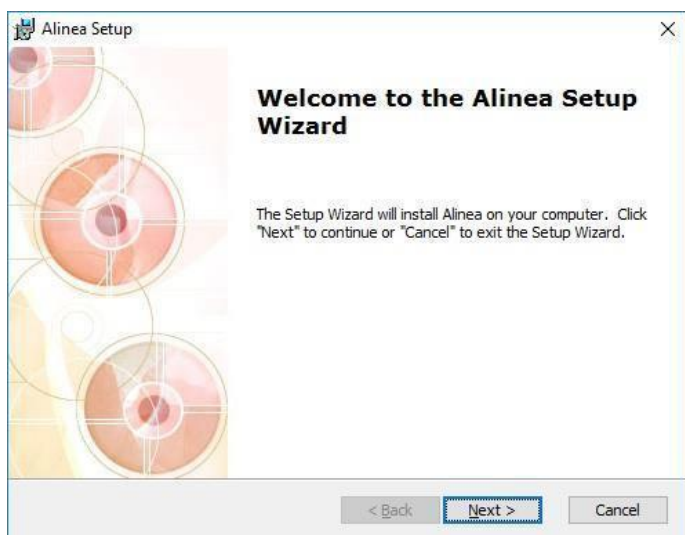 Alinea Setup
Welcome to the Alinea Setup
Wizard
The Setup Wizard will install Alinea on your computer. Click
"Next" to continue or "Cancel" to exit the Setup Wizard.
< Back Next > Cancel